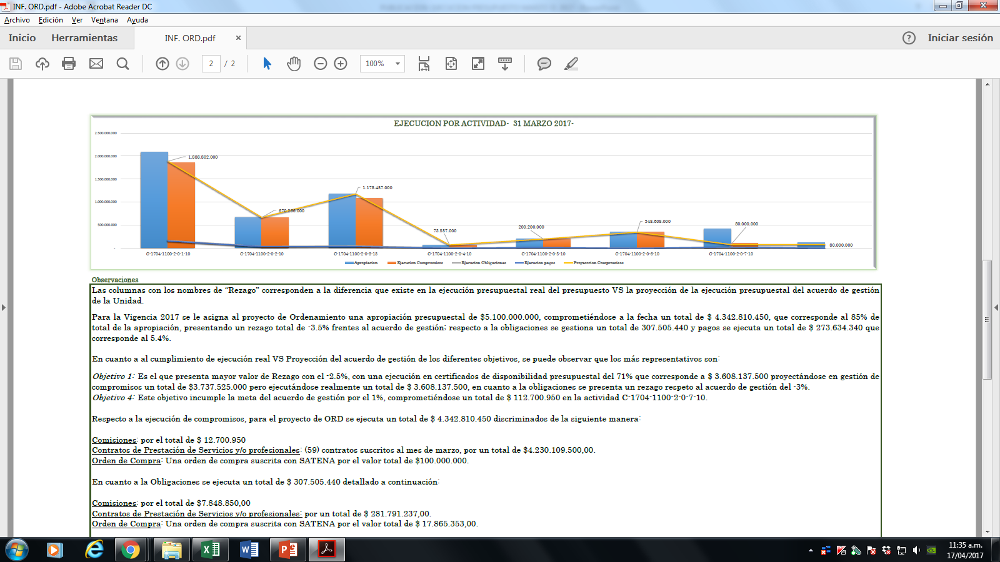 INF. ORD.pdf - Adobe Acrobat Reader DC
Archivo Edición Ver Ventana Ayuda
Inicio Herramientas INF. ORD.pdf × ? Iniciar sesión
2 / 2 100%
EJECUCION POR ACTIVIDAD- 31 MARZO 2017-
2.500.000.000
2.000.000.000
1.500.000.000
1.000.000.000
500.000.000
-
1.888.802.000
670.266.000
1.178.457.000
75.557.000
200.200.000
548.608.000
80.000.000
80.000.000
C-1704-1100-2-0-1-10 C-1704-1100-2-0-2-10 C-1704-1100-2-0-3-13 C-1704-1100-2-0-4-10 C-1704-1100-2-0-5-10 C-1704-1100-2-0-6-10 C-1704-1100-2-0-7-10
Apropiacion Ejecucion Compromisos Ejecucion Obligaciones Ejecucion pagos Proyecccion Compromisos
Observaciones
Las columnas con los nombres de “Rezago” corresponden a la diferencia que existe en la ejecución presupuestal real del presupuesto VS la proyección de la ejecución presupuestal del acuerdo de gestión
de la Unidad.
Para la Vigencia 2017 se le asigna al proyecto de Ordenamiento una apropiación presupuestal de $5.100.000.000, comprometiéndose a la fecha un total de $ 4.342.810.450, que corresponde al 85% de
total de la apropiación, presentando un rezago total de -3.5% frentes al acuerdo de gestión; respecto a la obligaciones se gestiona un total de 307.505.440 y pagos se ejecuta un total de $ 273.634.340 que
corresponde al 5.4%.
En cuanto a al cumplimiento de ejecución real VS Proyección del acuerdo de gestión de los diferentes objetivos, se puede observar que los más representativos son:
Objetivo 1: Es el que presenta mayor valor de Rezago con el -2.5%, con una ejecución en certificados de disponibilidad presupuestal del 71% que corresponde a $ 3.608.137.500 proyectándose en gestión de
compromisos un total de $3.737.525.000 pero ejecutándose realmente un total de $ 3.608.137.500, en cuanto a la obligaciones se presenta un rezago respeto al acuerdo de gestión del -3%.
Objetivo 4: Este objetivo incumple la meta del acuerdo de gestión por el 1%, comprometiéndose un total de $ 112.700.950 en la actividad C-1704-1100-2-0-7-10.
Respecto a la ejecución de compromisos, para el proyecto de ORD se ejecuta un total de $ 4.342.810.450 discriminados de la siguiente manera:
Comisiones: por el total de $ 12.700.950
Contratos de Prestación de Servicios y/o profesionales: (59) contratos suscritos al mes de marzo, por un total de $4.230.109.500,00.
Orden de Compra: Una orden de compra suscrita con SATENA por el valor total de $100.000.000.
En cuanto a la Obligaciones se ejecuta un total de $ 307.505.440 detallado a continuación:
Comisiones: por el total de $7.848.850,00
Contratos de Prestación de Servicios y/o profesionales: por un total de $ 281.791.237,00.
Orden de Compra: Una orden de compra suscrita con SATENA por el valor total de $ 17.865.353,00.
11:35 a.m.
17/04/2017